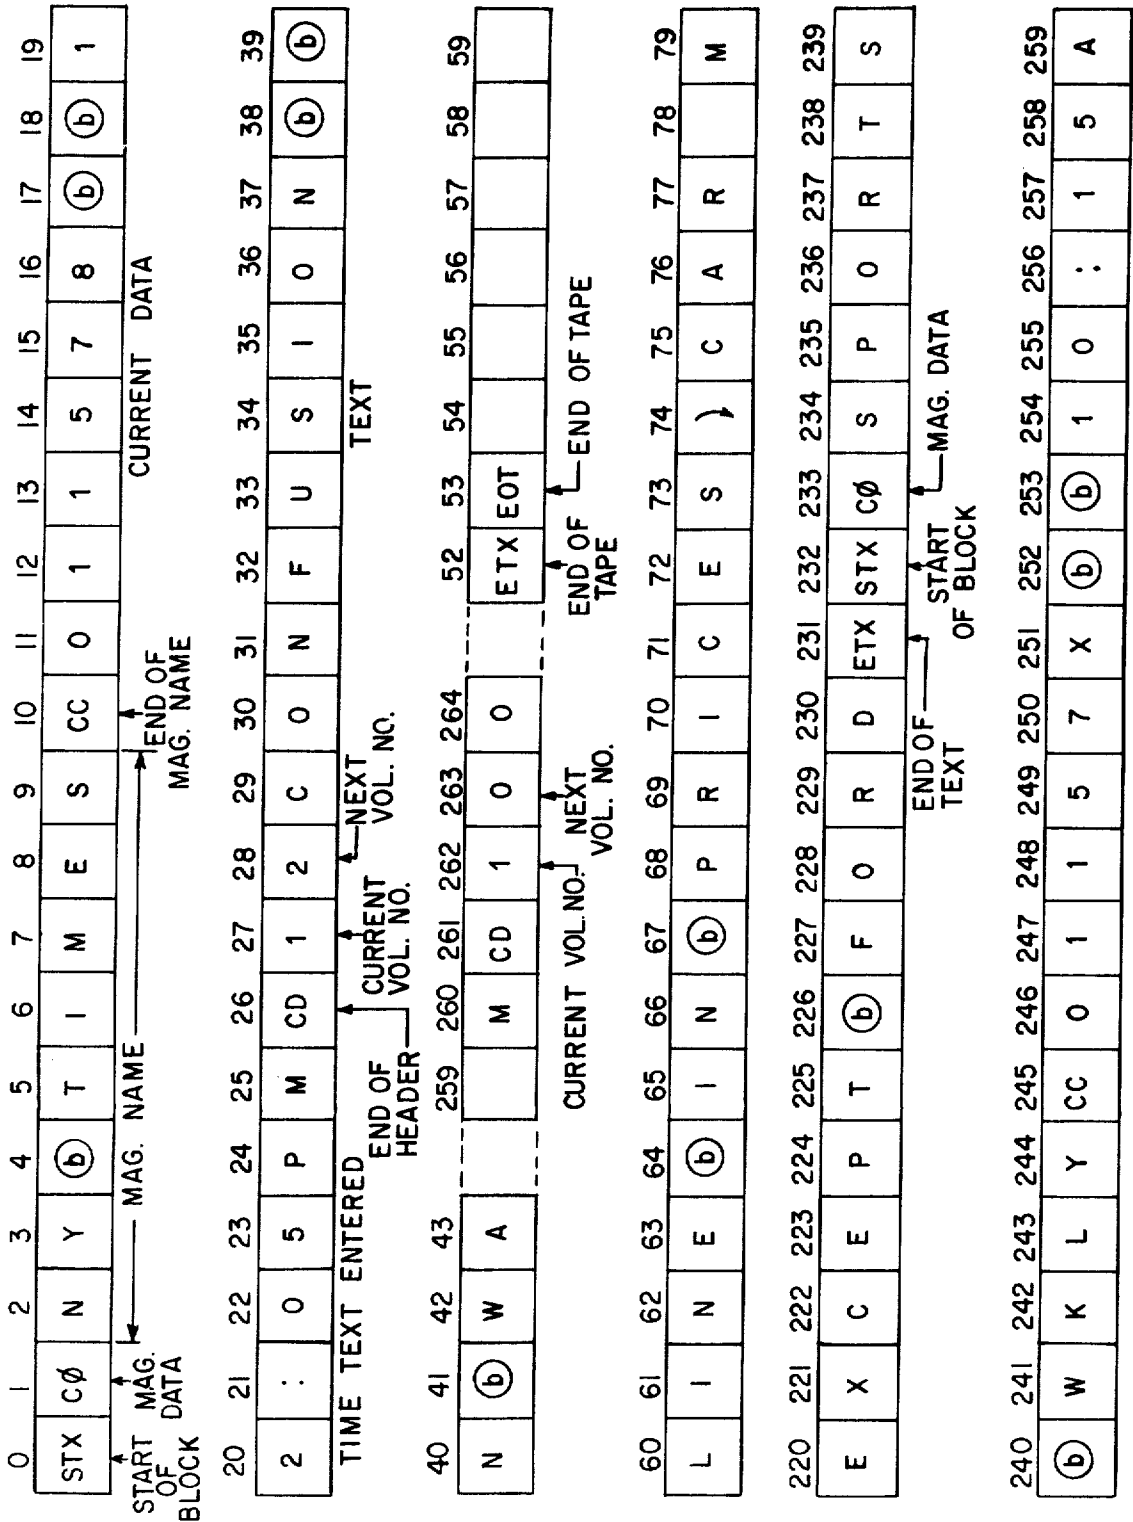 0 1 2 3 4 5 6 7 8 9 10 11 12 13 14 15 16 17 18 19
STX CØ N Y ⓑ T I M E S CC 0 1 1 5 7 8 ⓑ ⓑ 1
START OF BLOCK
MAG. DATA
MAG. NAME
END OF MAG. NAME
CURRENT DATA
20 21 22 23 24 25 26 27 28 29 30 31 32 33 34 35 36 37 38 39
2 : 0 5 P M CD 1 2 C O N F U S I O N ⓑ ⓑ
TIME TEXT ENTERED
END OF HEADER
CURRENT VOL. NO.
NEXT VOL. NO.
TEXT
40 41 42 43 259 260 261 262 263 264 52 53 54 55 56 57 58 59
N ⓑ W A M CD 1 0 0 ETX EOT
CURRENT VOL. NO.
NEXT VOL. NO.
END OF TAPE
END OF TAPE
60 61 62 63 64 65 66 67 68 69 70 71 72 73 74 75 76 77 78 79
L I N E ⓑ I N ⓑ P R I C E S , C A R M
220 221 222 223 224 225 226 227 228 229 230 231 232 233 234 235 236 237 238 239
E X C E P T ⓑ F O R D ETX STX CØ S P O R T S
END OF TEXT
START OF BLOCK
MAG. DATA
240 241 242 243 244 245 246 247 248 249 250 251 252 253 254 255 256 257 258 259
ⓑ W K L Y CC 0 1 1 5 7 X ⓑ ⓑ 1 0 : 1 5 A